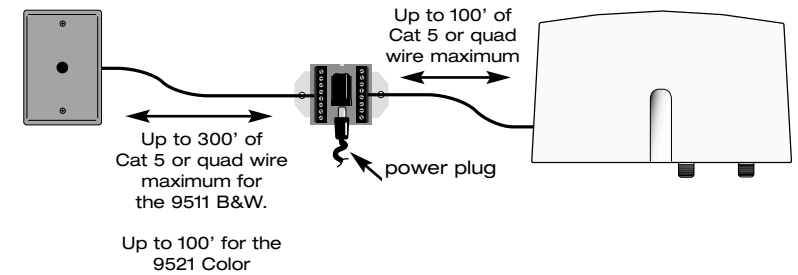 Up to 100’ of
Cat 5 or quad
wire maximum
Up to 300’ of
Cat 5 or quad wire
maximum for
the 9511 B&W.
power plug
Up to 100’ for the
9521 Color